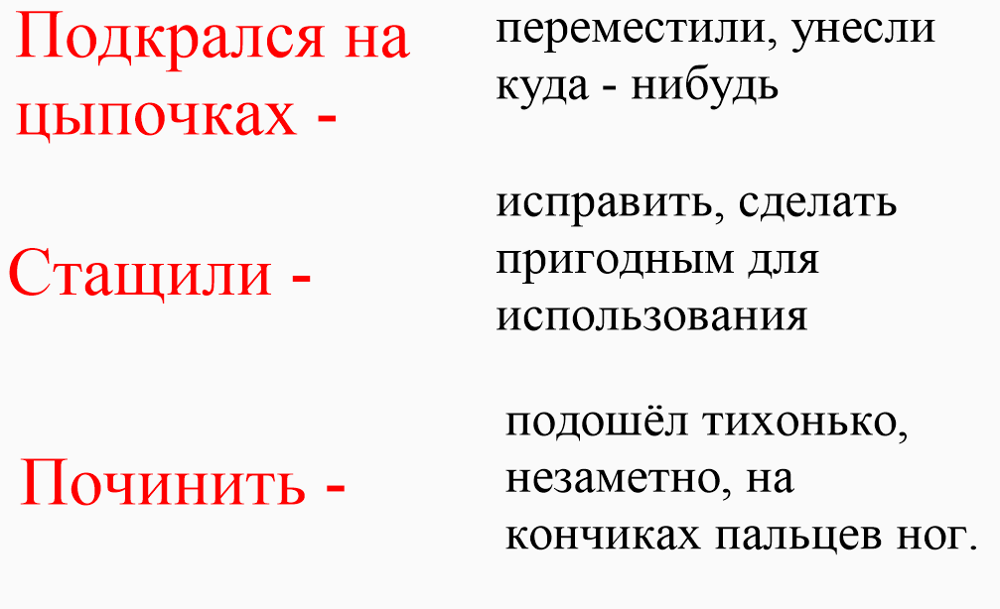 Подкрался на
цыпочках -
переместили, унесли
куда - нибудь
Стащили -
исправить, сделать
пригодным для
использования
Починить -
подошёл тихонько,
незаметно, на
кончиках пальцев ног.